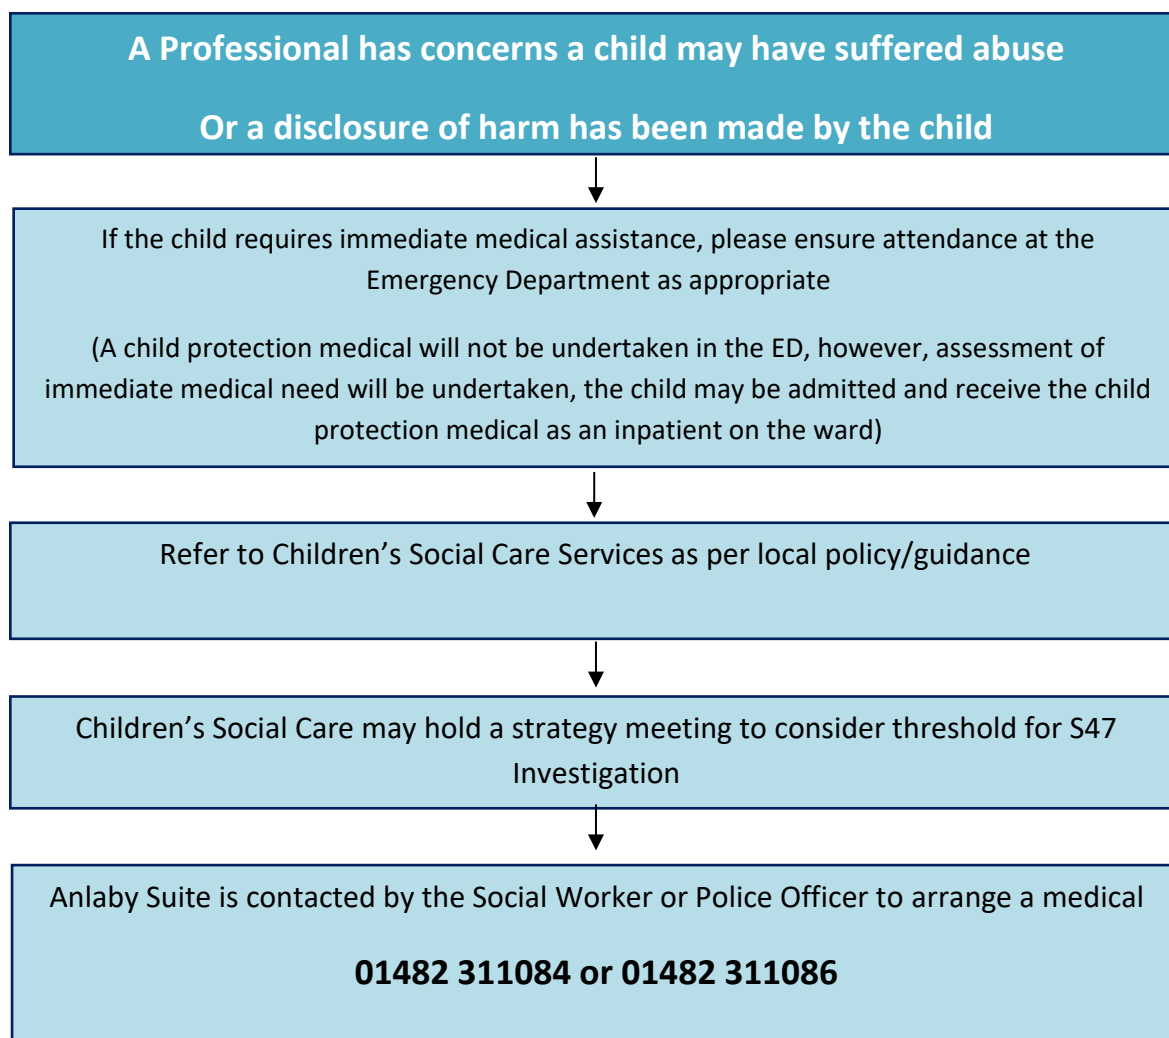 A Professional has concerns a child may have suffered abuse
Or a disclosure of harm has been made by the child
If the child requires immediate medical assistance, please ensure attendance at the
Emergency Department as appropriate
(A child protection medical will not be undertaken in the ED, however, assessment of
immediate medical need will be undertaken, the child may be admitted and receive the child
protection medical as an inpatient on the ward)
Refer to Children’s Social Care Services as per local policy/guidance
Children’s Social Care may hold a strategy meeting to consider threshold for S47
Investigation
Anlaby Suite is contacted by the Social Worker or Police Officer to arrange a medical
01482 311084 or 01482 311086